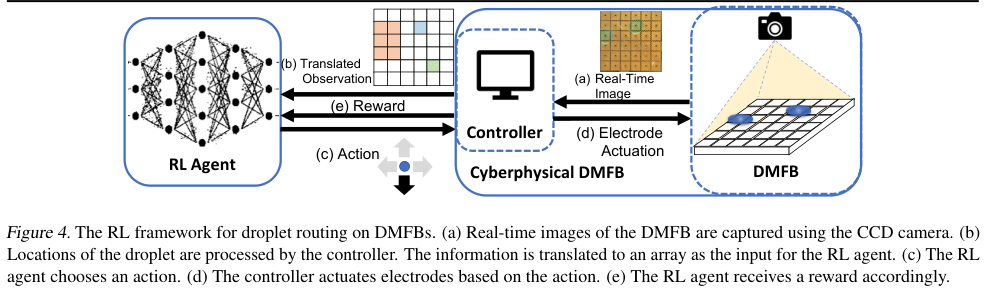 (b) Translated
Observation
(e) Reward
(c) Action
RL Agent
(a) Real-Time
Image
(d) Electrode
Actuation
Controller
Cyberphysical DMFB
DMFB
Figure 4. The RL framework for droplet routing on DMFBs. (a) Real-time images of the DMFB are captured using the CCD camera. (b)
Locations of the droplet are processed by the controller. The information is translated to an array as the input for the RL agent. (c) The RL
agent chooses an action. (d) The controller actuates electrodes based on the action. (e) The RL agent receives a reward accordingly.